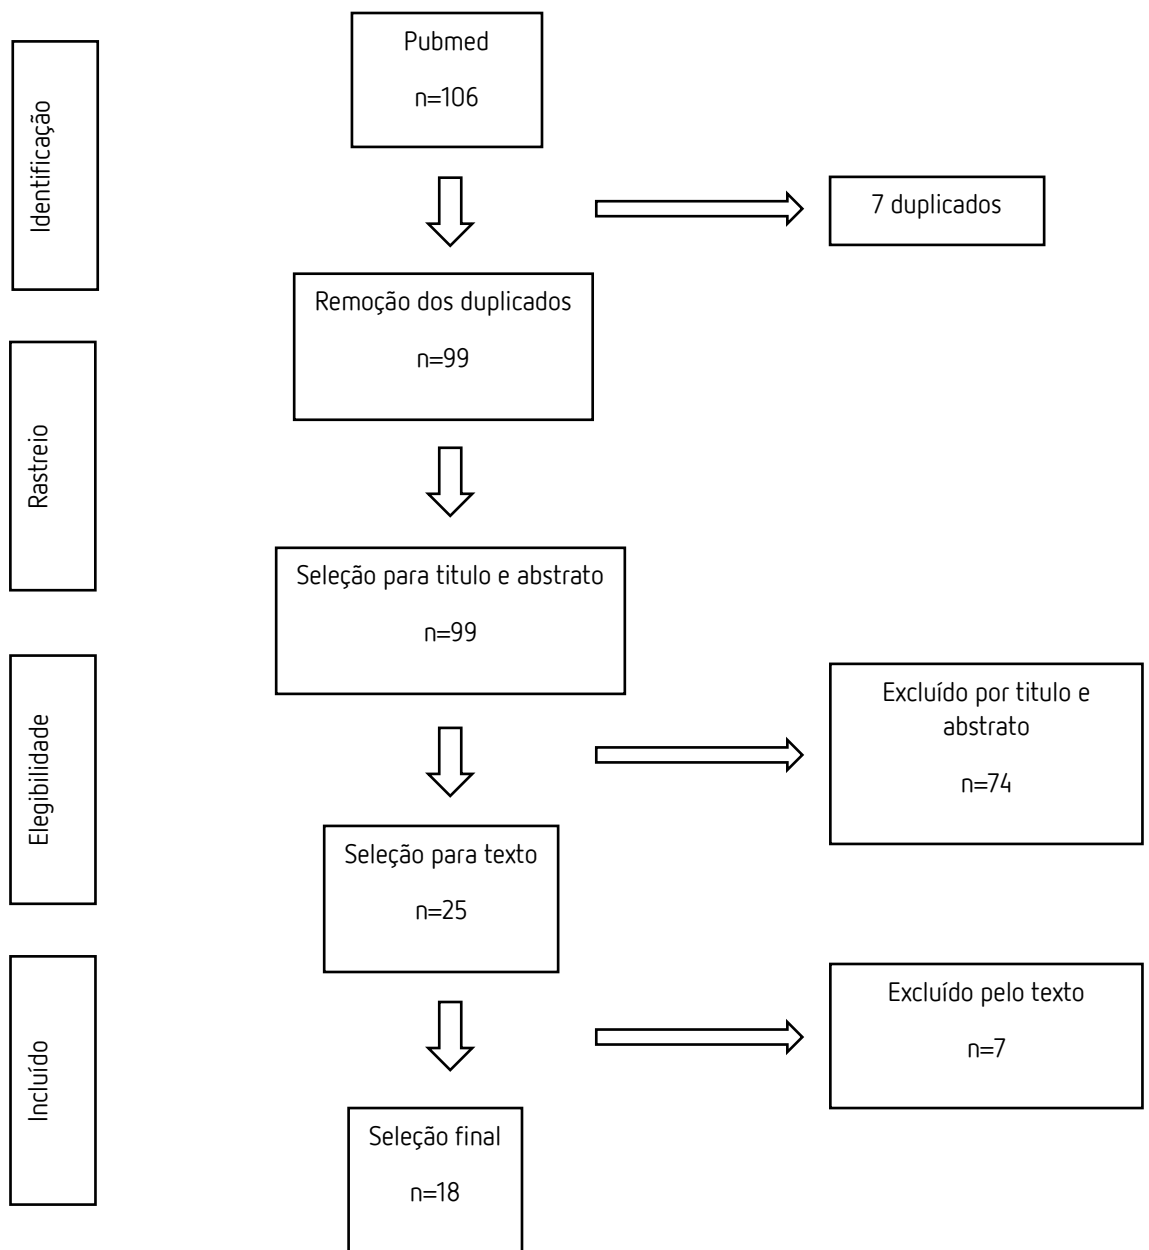 Identificação
Pubmed
n=106
7 duplicados
Remoção dos duplicados
n=99
Rastreio
Seleção para titulo e abstrato
n=99
Elegibilidade
Excluído por titulo e
abstrato
n=74
Seleção para texto
n=25
Incluído
Excluído pelo texto
n=7
Seleção final
n=18